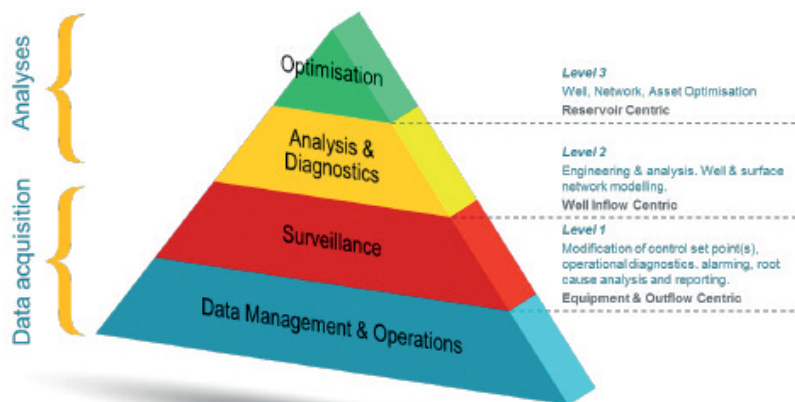 Analyses
Data acquisition
Optimisation
Analysis &
Diagnostics
Surveillance
Data Management & Operations
Level 3
Well, Network, Asset Optimisation
Reservoir Centric
Level 2
Engineering & analysis. Well & surface
network modelling.
Well Inflow Centric
Level 1
Modification of control set point(s),
operational diagnostics, alarming, root
cause analysis and reporting.
Equipment & Outflow Centric